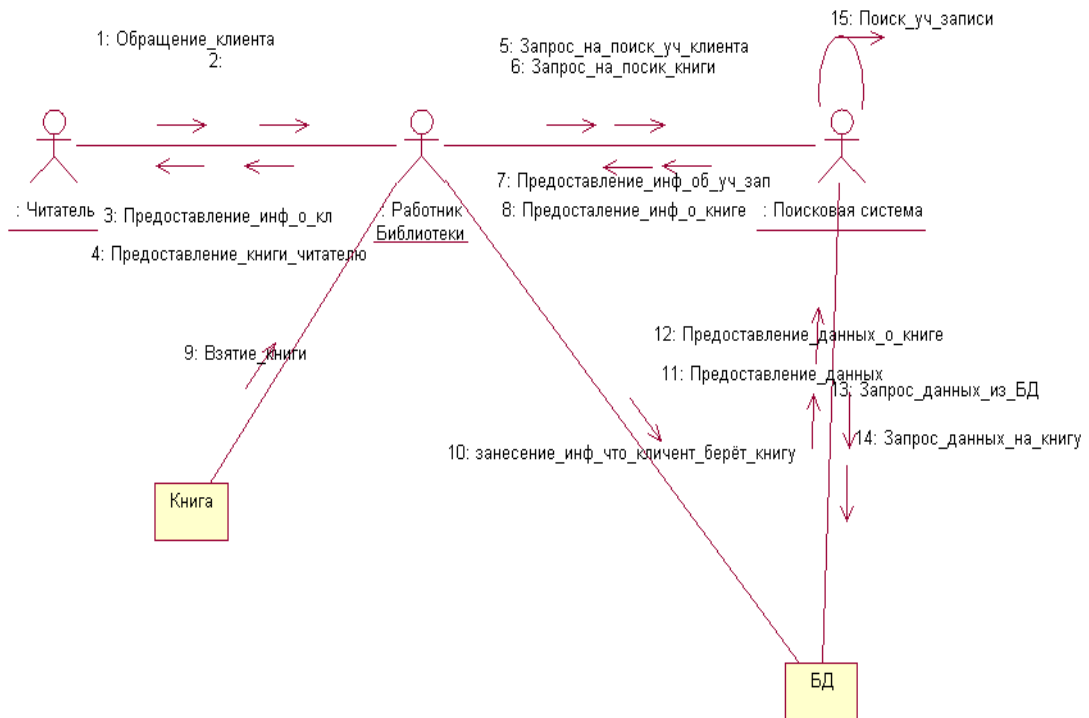 15: Поиск_уч_записи
1: Обращение_клиента
2:
5: Запрос_на_поиск_уч_клиента
6: Запрос_на_посик_книги
7: Предоставление_инф_об_уч_зап
: Читатель
3: Предоставление_инф_о_кл
: Работник
Библиотеки
8: Предосталение_инф_о_книге
: Поисковая система
4: Предоставление_книги_читателю
12: Предоставление_данных_о_книге
9: Взятие_книги
11: Предоставление_данных
13: Запрос_данных_из_БД
14: Запрос_данных_на_книгу
10: занесение_инф_что_кличент_берёт_книгу
Книга
БД